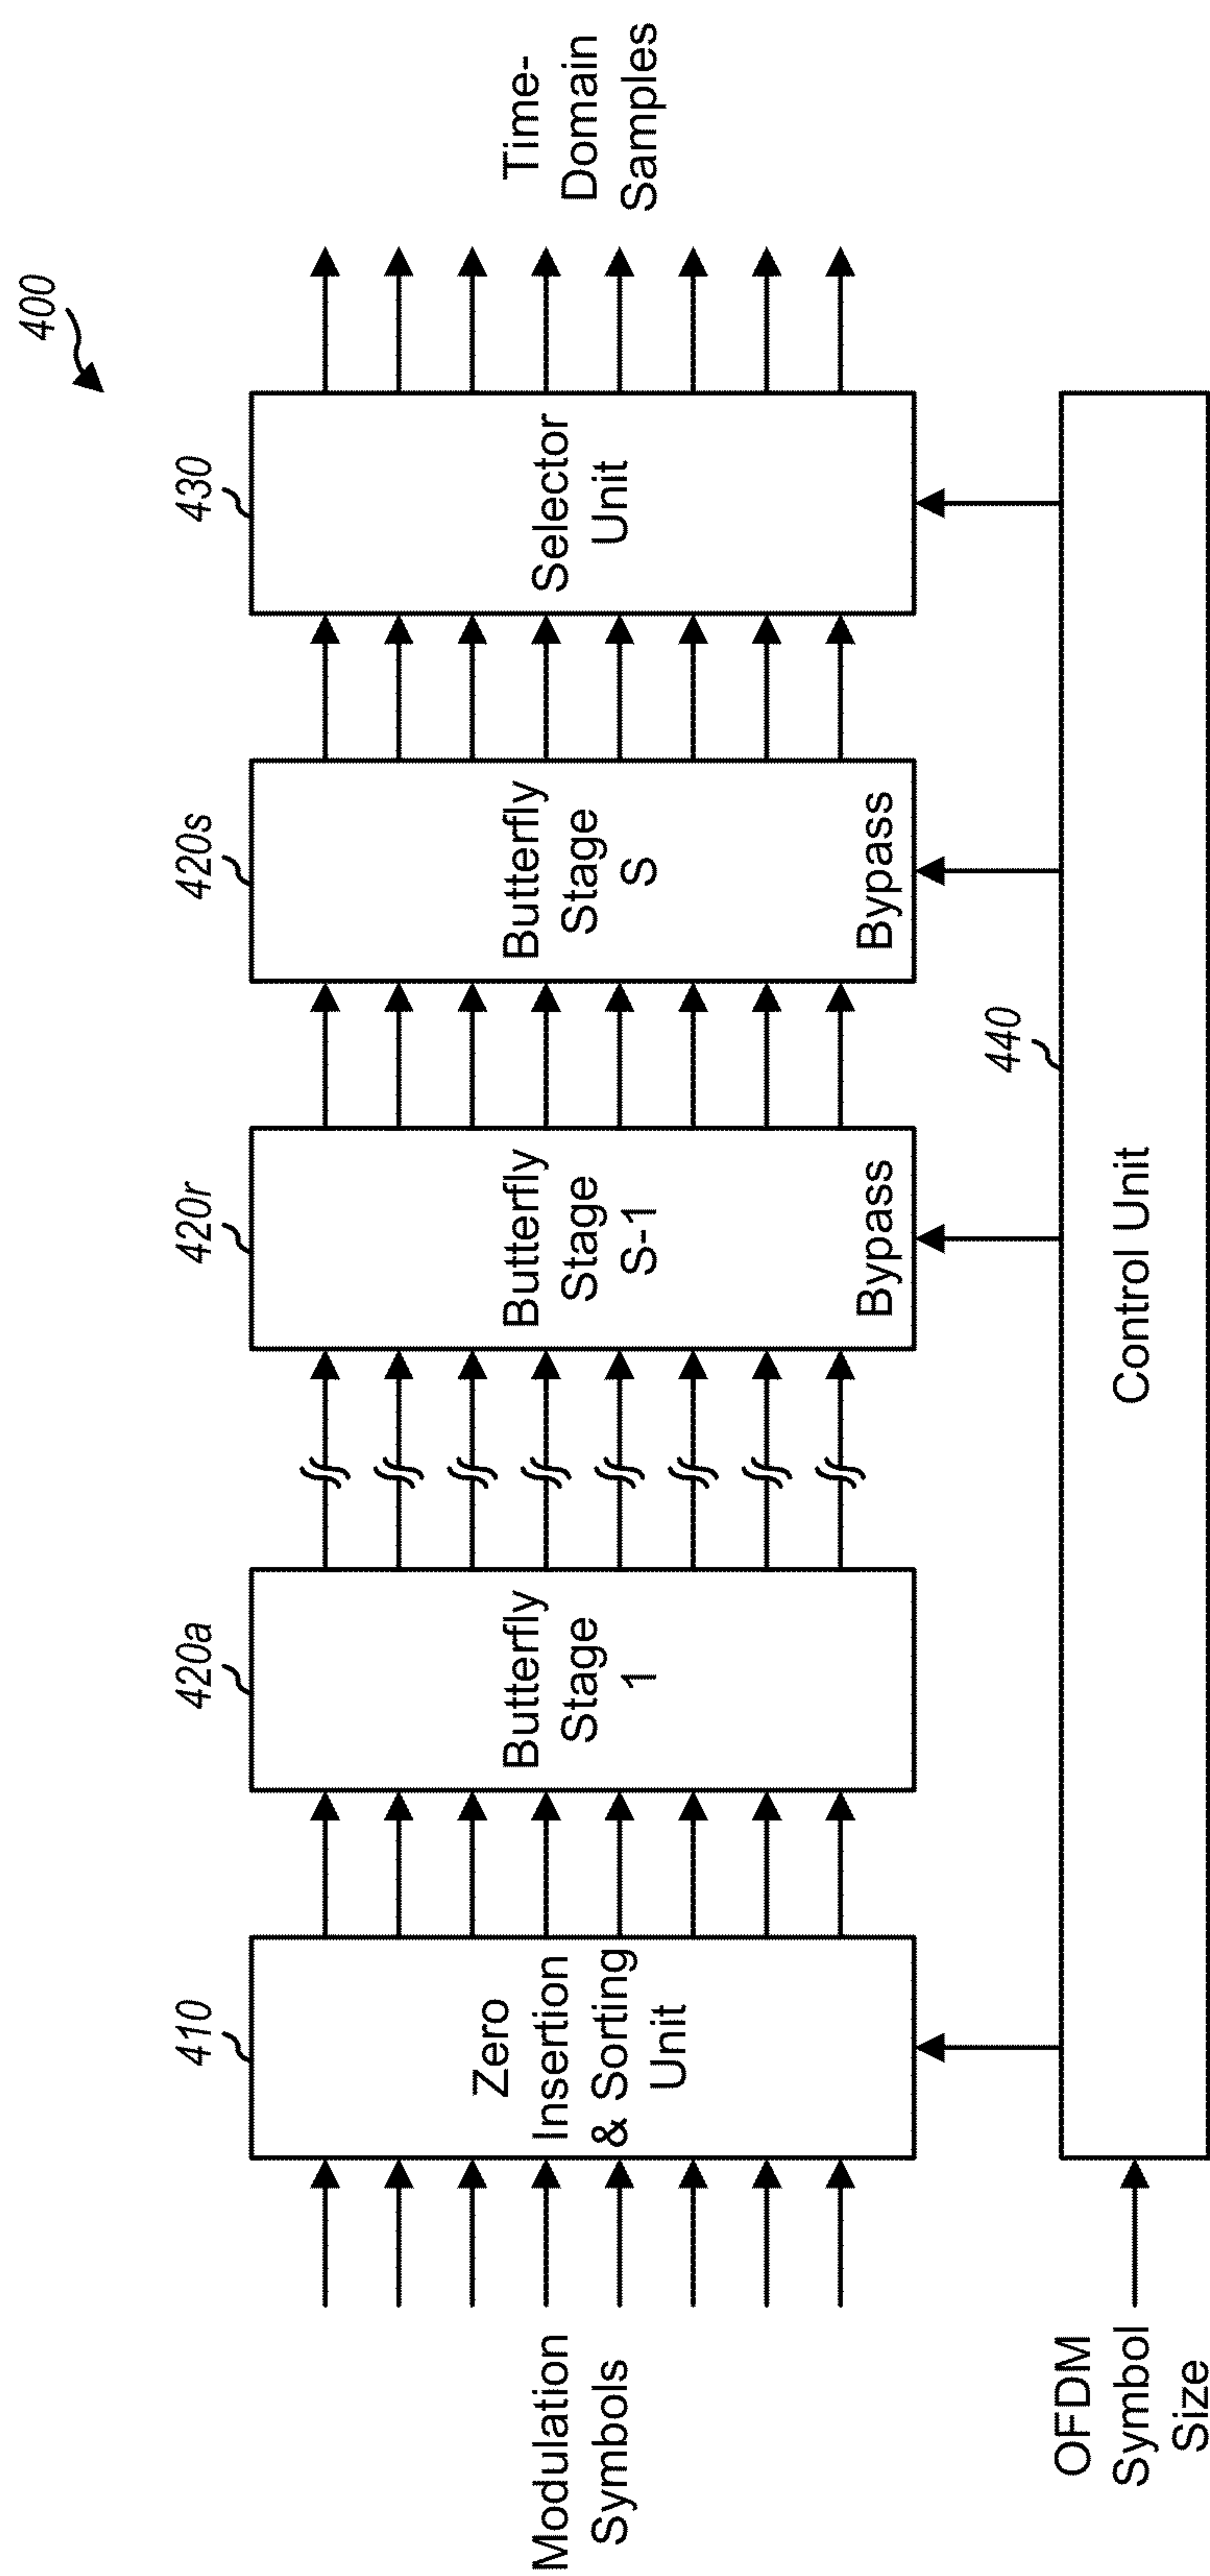 400
410
420a
420r
420s
430
Modulation
Symbols
Zero
Insertion
& Sorting
Unit
Butterfly
Stage
1
Butterfly
Stage
S-1
Bypass
Butterfly
Stage
S
Bypass
Selector
Unit
Time-
Domain
Samples
440
OFDM
Symbol
Size
Control Unit